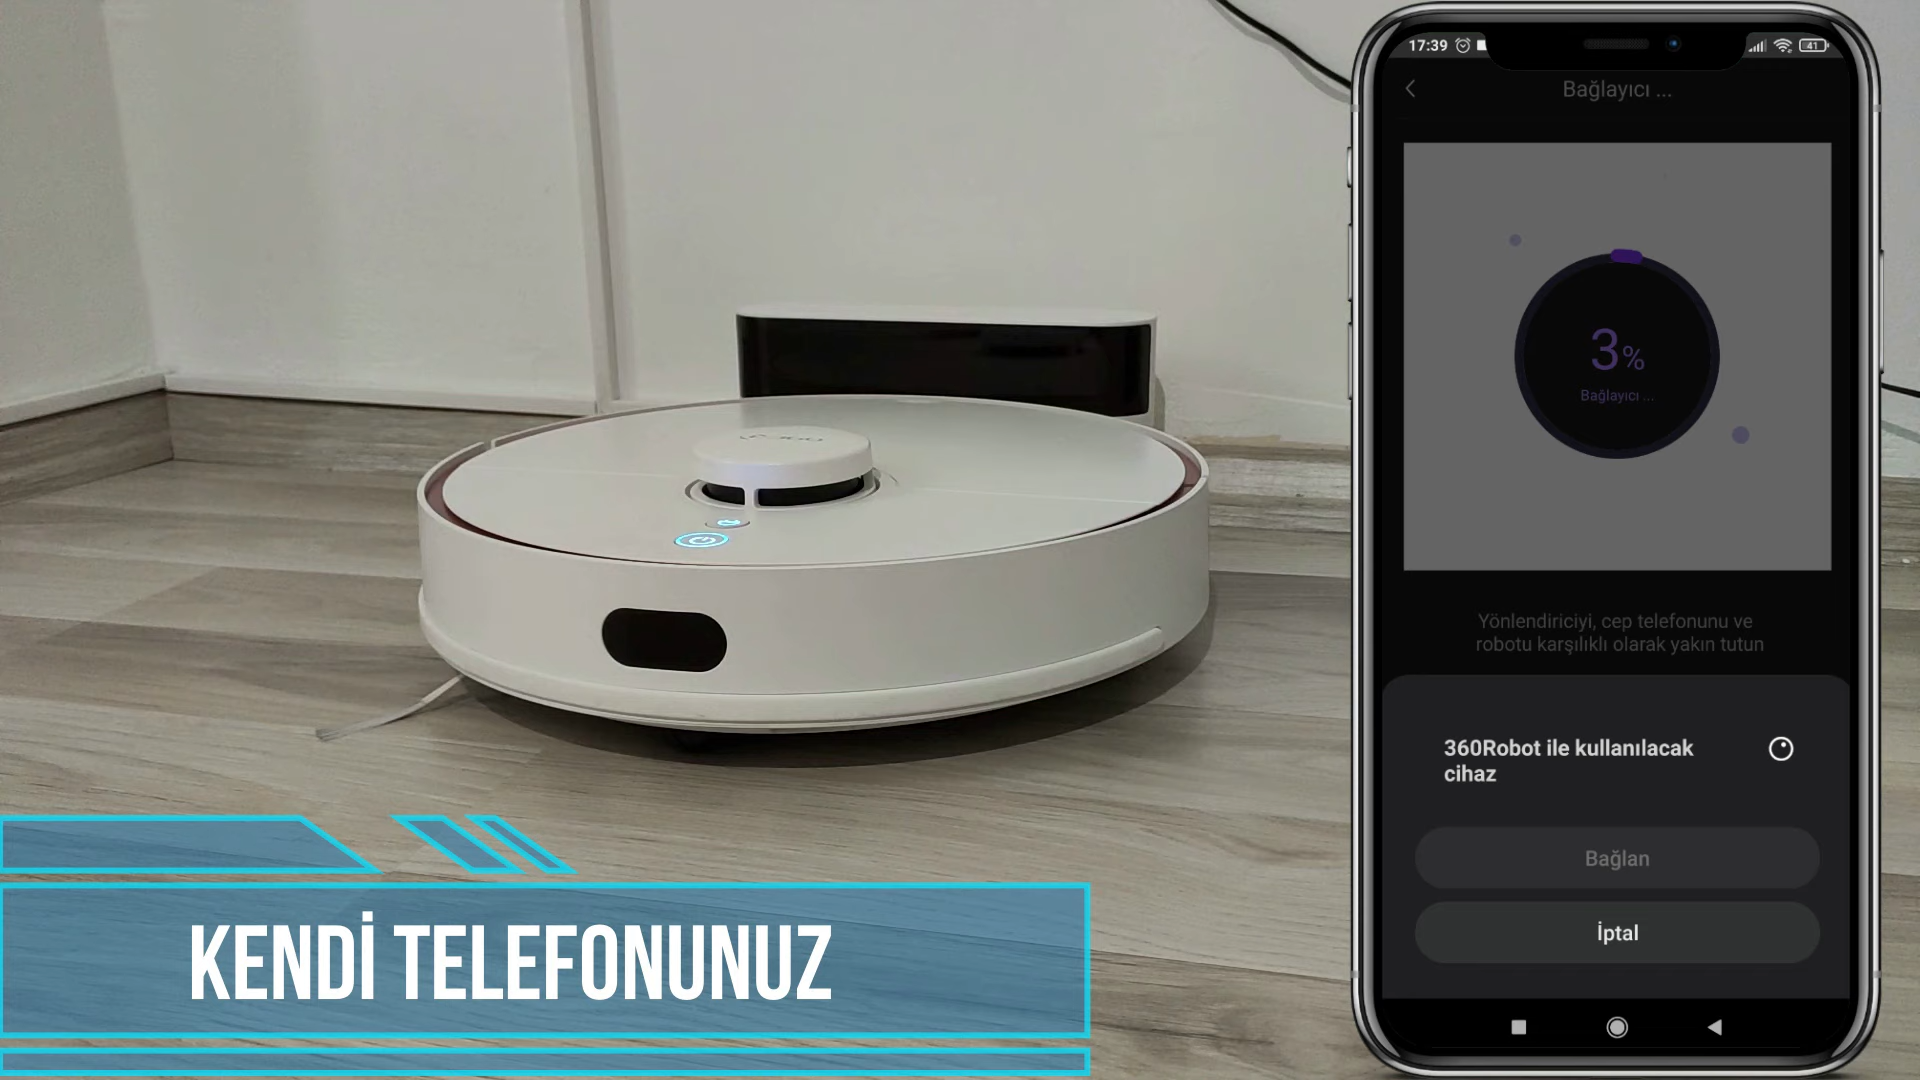 17:39
41
Bağlayıcı ...
3%
Bağlayıcı ...
Yönlendiriciyi, cep telefonunu ve
robotu karşılıklı olarak yakın tutun
360Robot ile kullanılacak
cihaz
Bağlan
İptal
KENDİ TELEFONUNUZ